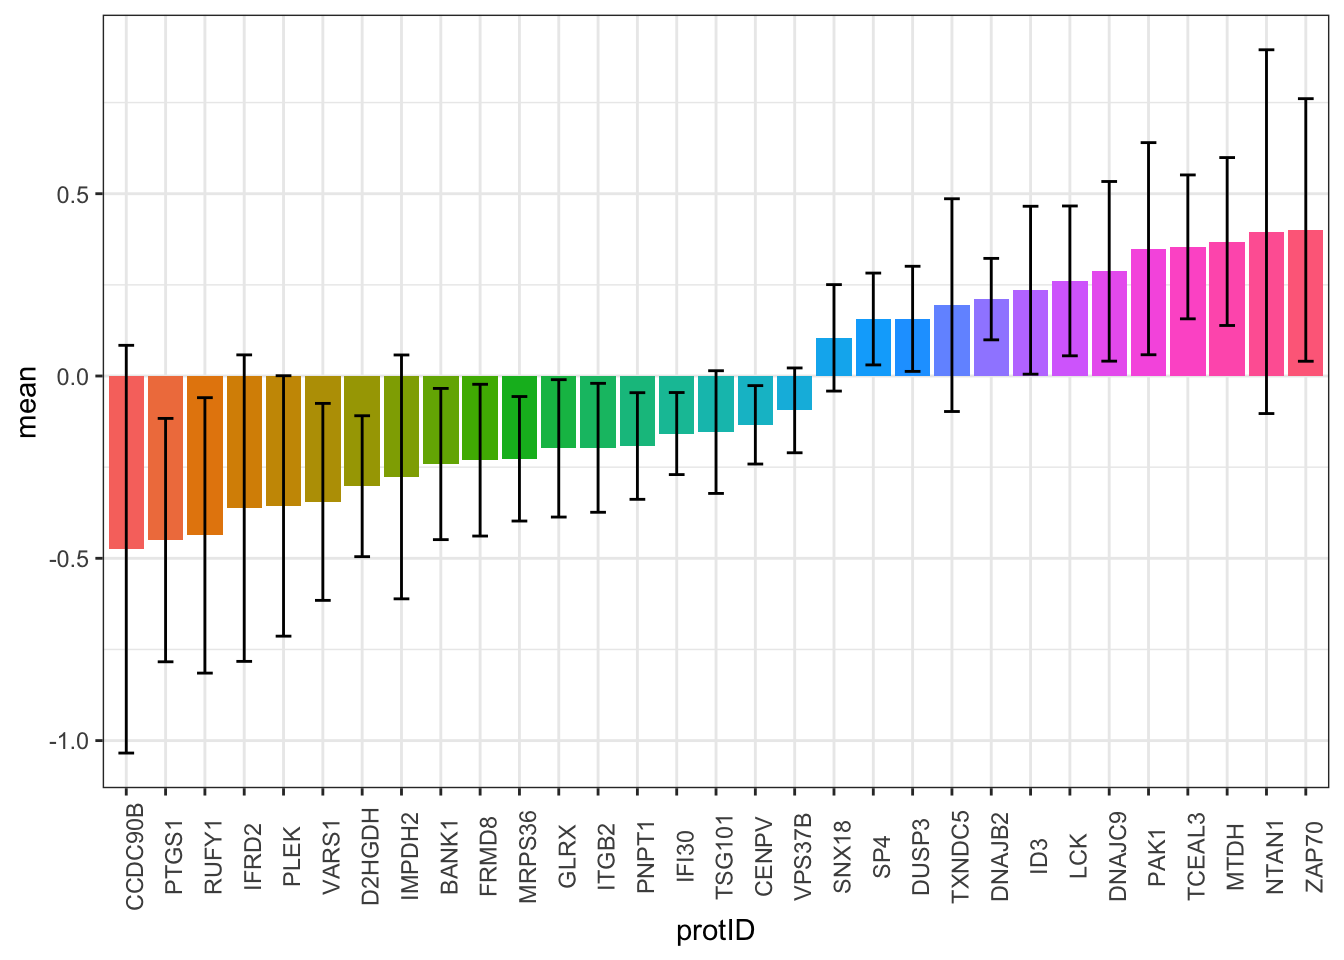 mean
0.5
0.0
-0.5
-1.0
CCDC90B
PTGS1
RUFY1
IFRD2
PLEK
VARS1
D2HGDH
IMPDH2
BANK1
FRMD8
MRPS36
GLRX
ITGB2
PNPT1
IFI30
TSG101
CENPV
VPS37B
SNX18
SP4
DUSP3
TXNDC5
DNAJB2
ID3
LCK
DNAJC9
PAK1
TCEAL3
MTDH
NTAN1
ZAP70
protID